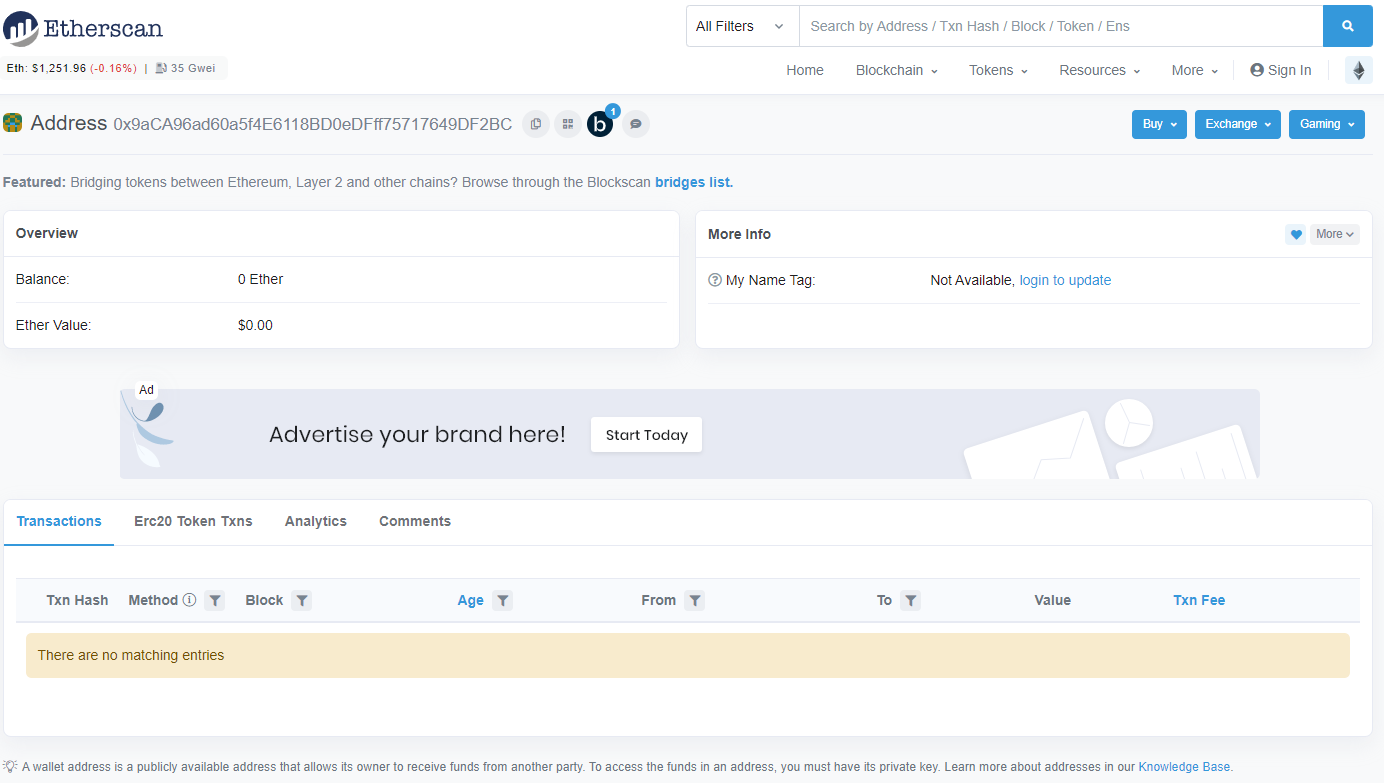 Etherscan
All Filters
Search by Address / Txn Hash / Block / Token / Ens
Eth: $1,251.96 (-0.16%) | 35 Gwei
Home Blockchain Tokens Resources More Sign In
Address 0x9aCA96ad60a5f4E6118BD0eDFff75717649DF2BC b 1
Buy Exchange Gaming
Featured: Bridging tokens between Ethereum, Layer 2 and other chains? Browse through the Blockscan bridges list.
Overview
Balance: 0 Ether
Ether Value: $0.00
More Info
More
My Name Tag: Not Available, login to update
Ad
Advertise your brand here! Start Today
Transactions Erc20 Token Txns Analytics Comments
Txn Hash Method Block Age From To Value Txn Fee
There are no matching entries
A wallet address is a publicly available address that allows its owner to receive funds from another party. To access the funds in an address, you must have its private key. Learn more about addresses in our Knowledge Base.